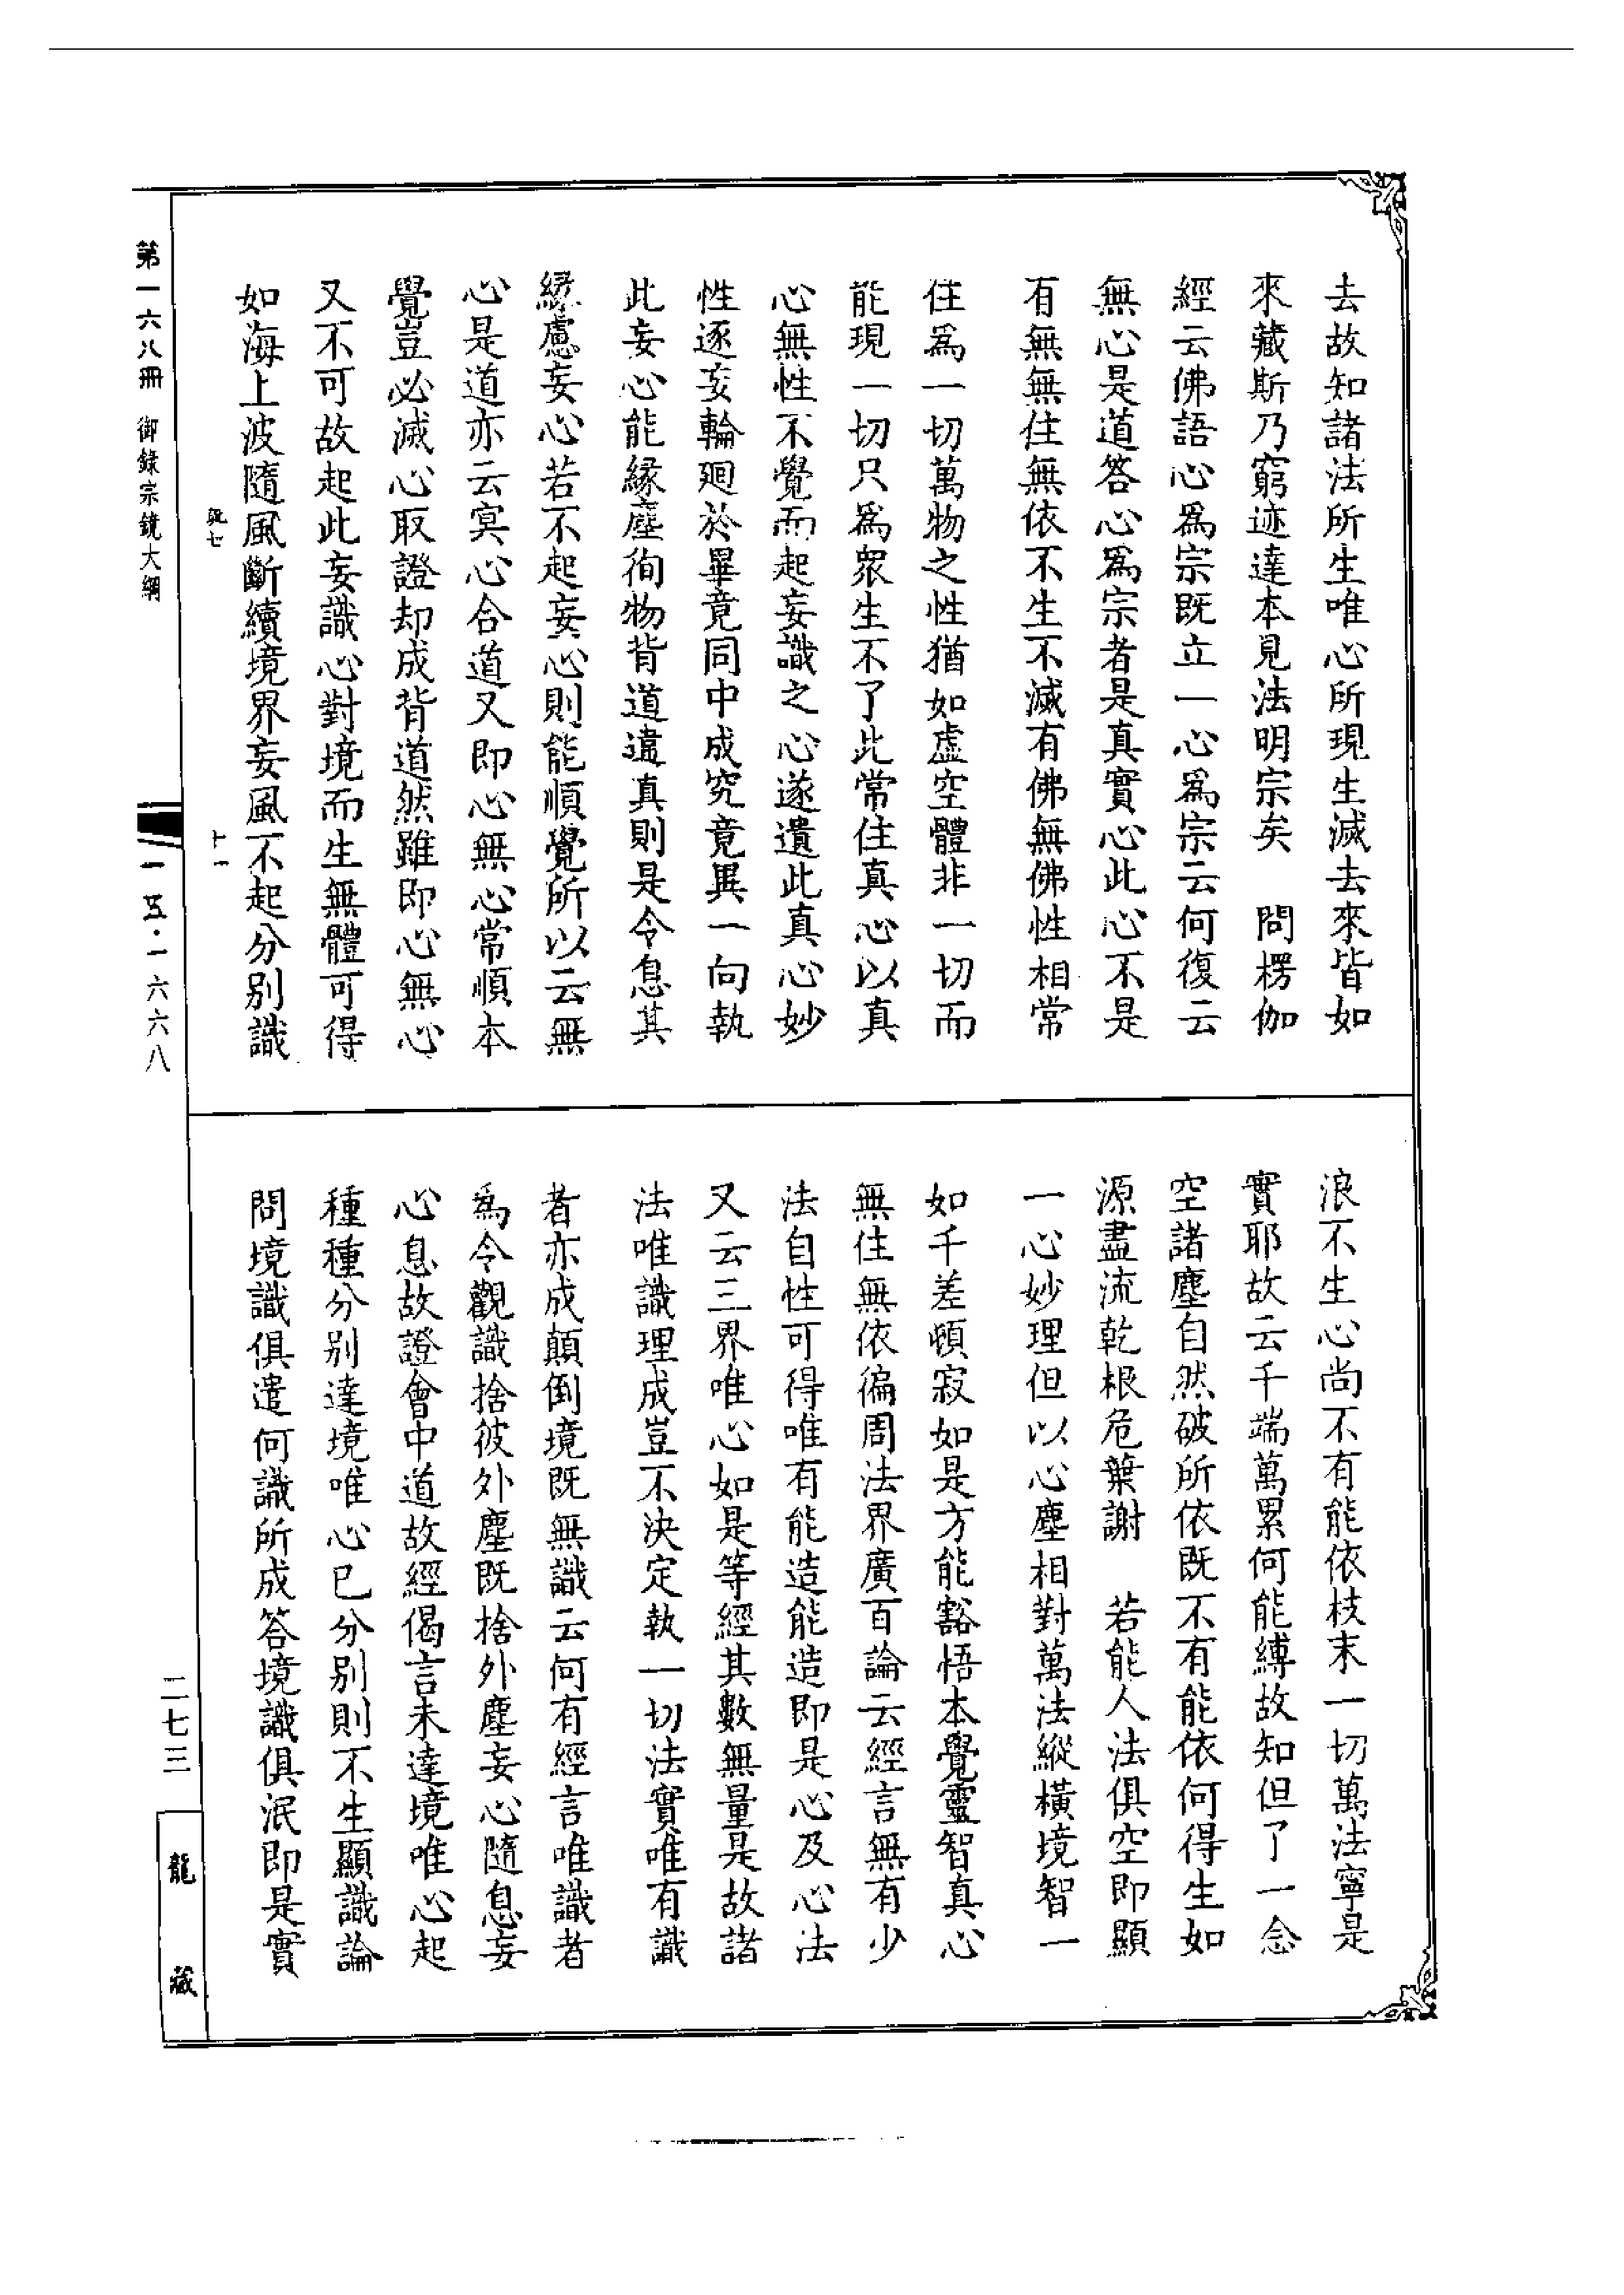 去故知諸法所生唯心所現生滅去來皆如
來藏斯乃窮迹達本見法明宗矣　問楞伽
經云佛語心爲宗既立一心爲宗云何復云
無心是道答心爲宗者是真實心此心不是
有無無住無依不生不滅有佛無佛性相常
住爲一切萬物之性猶如虛空體非一切而
能現一切只爲衆生不了此常住真心以真
心無性不覺而起妄識之心遂遺此真心妙
性逐妄輪廻於畢竟同中成究竟異一向執
此妄心能緣塵徇物背道違真則是令息其
緣慮妄心若不起妄心則能順覺所以云無
心是道亦云冥心合道又即心無心常順本
覺豈必滅心取證却成背道然雖即心無心
又不可故起此妄識心對境而生無體可得
如海上波隨風斷續境界妄風不起分別識
浪不生心尚不有能依枝末一切萬法寧是
實耶故云千端萬累何能縛故知但了一念
空諸塵自然破所依既不有能依何得生如
源盡流乾根危葉謝　若能人法俱空即顯
一心妙理但以心塵相對萬法縱橫境智一
如千差頓寂如是方能豁悟本覺靈智真心
無住無依徧周法界廣百論云經言無有少
法自性可得唯有能造能造即是心及心法
又云三界唯心如是等經其數無量是故諸
法唯識理成豈不決定執一切法實唯有識
者亦成顛倒境既無識云何有經言唯識者
爲令觀識捨彼外塵既捨外塵妄心隨息妄
心息故證會中道故經偈言未達境唯心起
種種分別達境唯心已分別則不生顯識論
問境識俱遣何識所成答境識俱泯即是實
第一六八冊　御錄宗鏡大綱
十一
一五·一六六八
二七三
龍藏